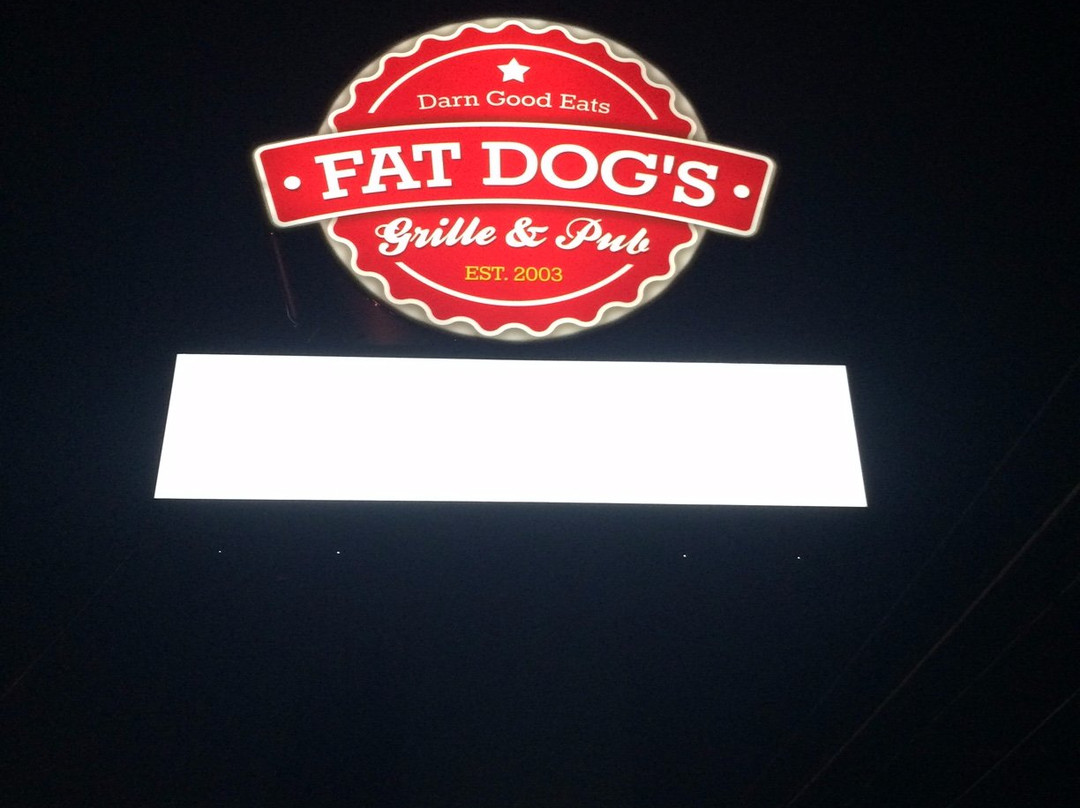 Darn Good Eats
FAT DOG'S
Grille & Pub
EST. 2003